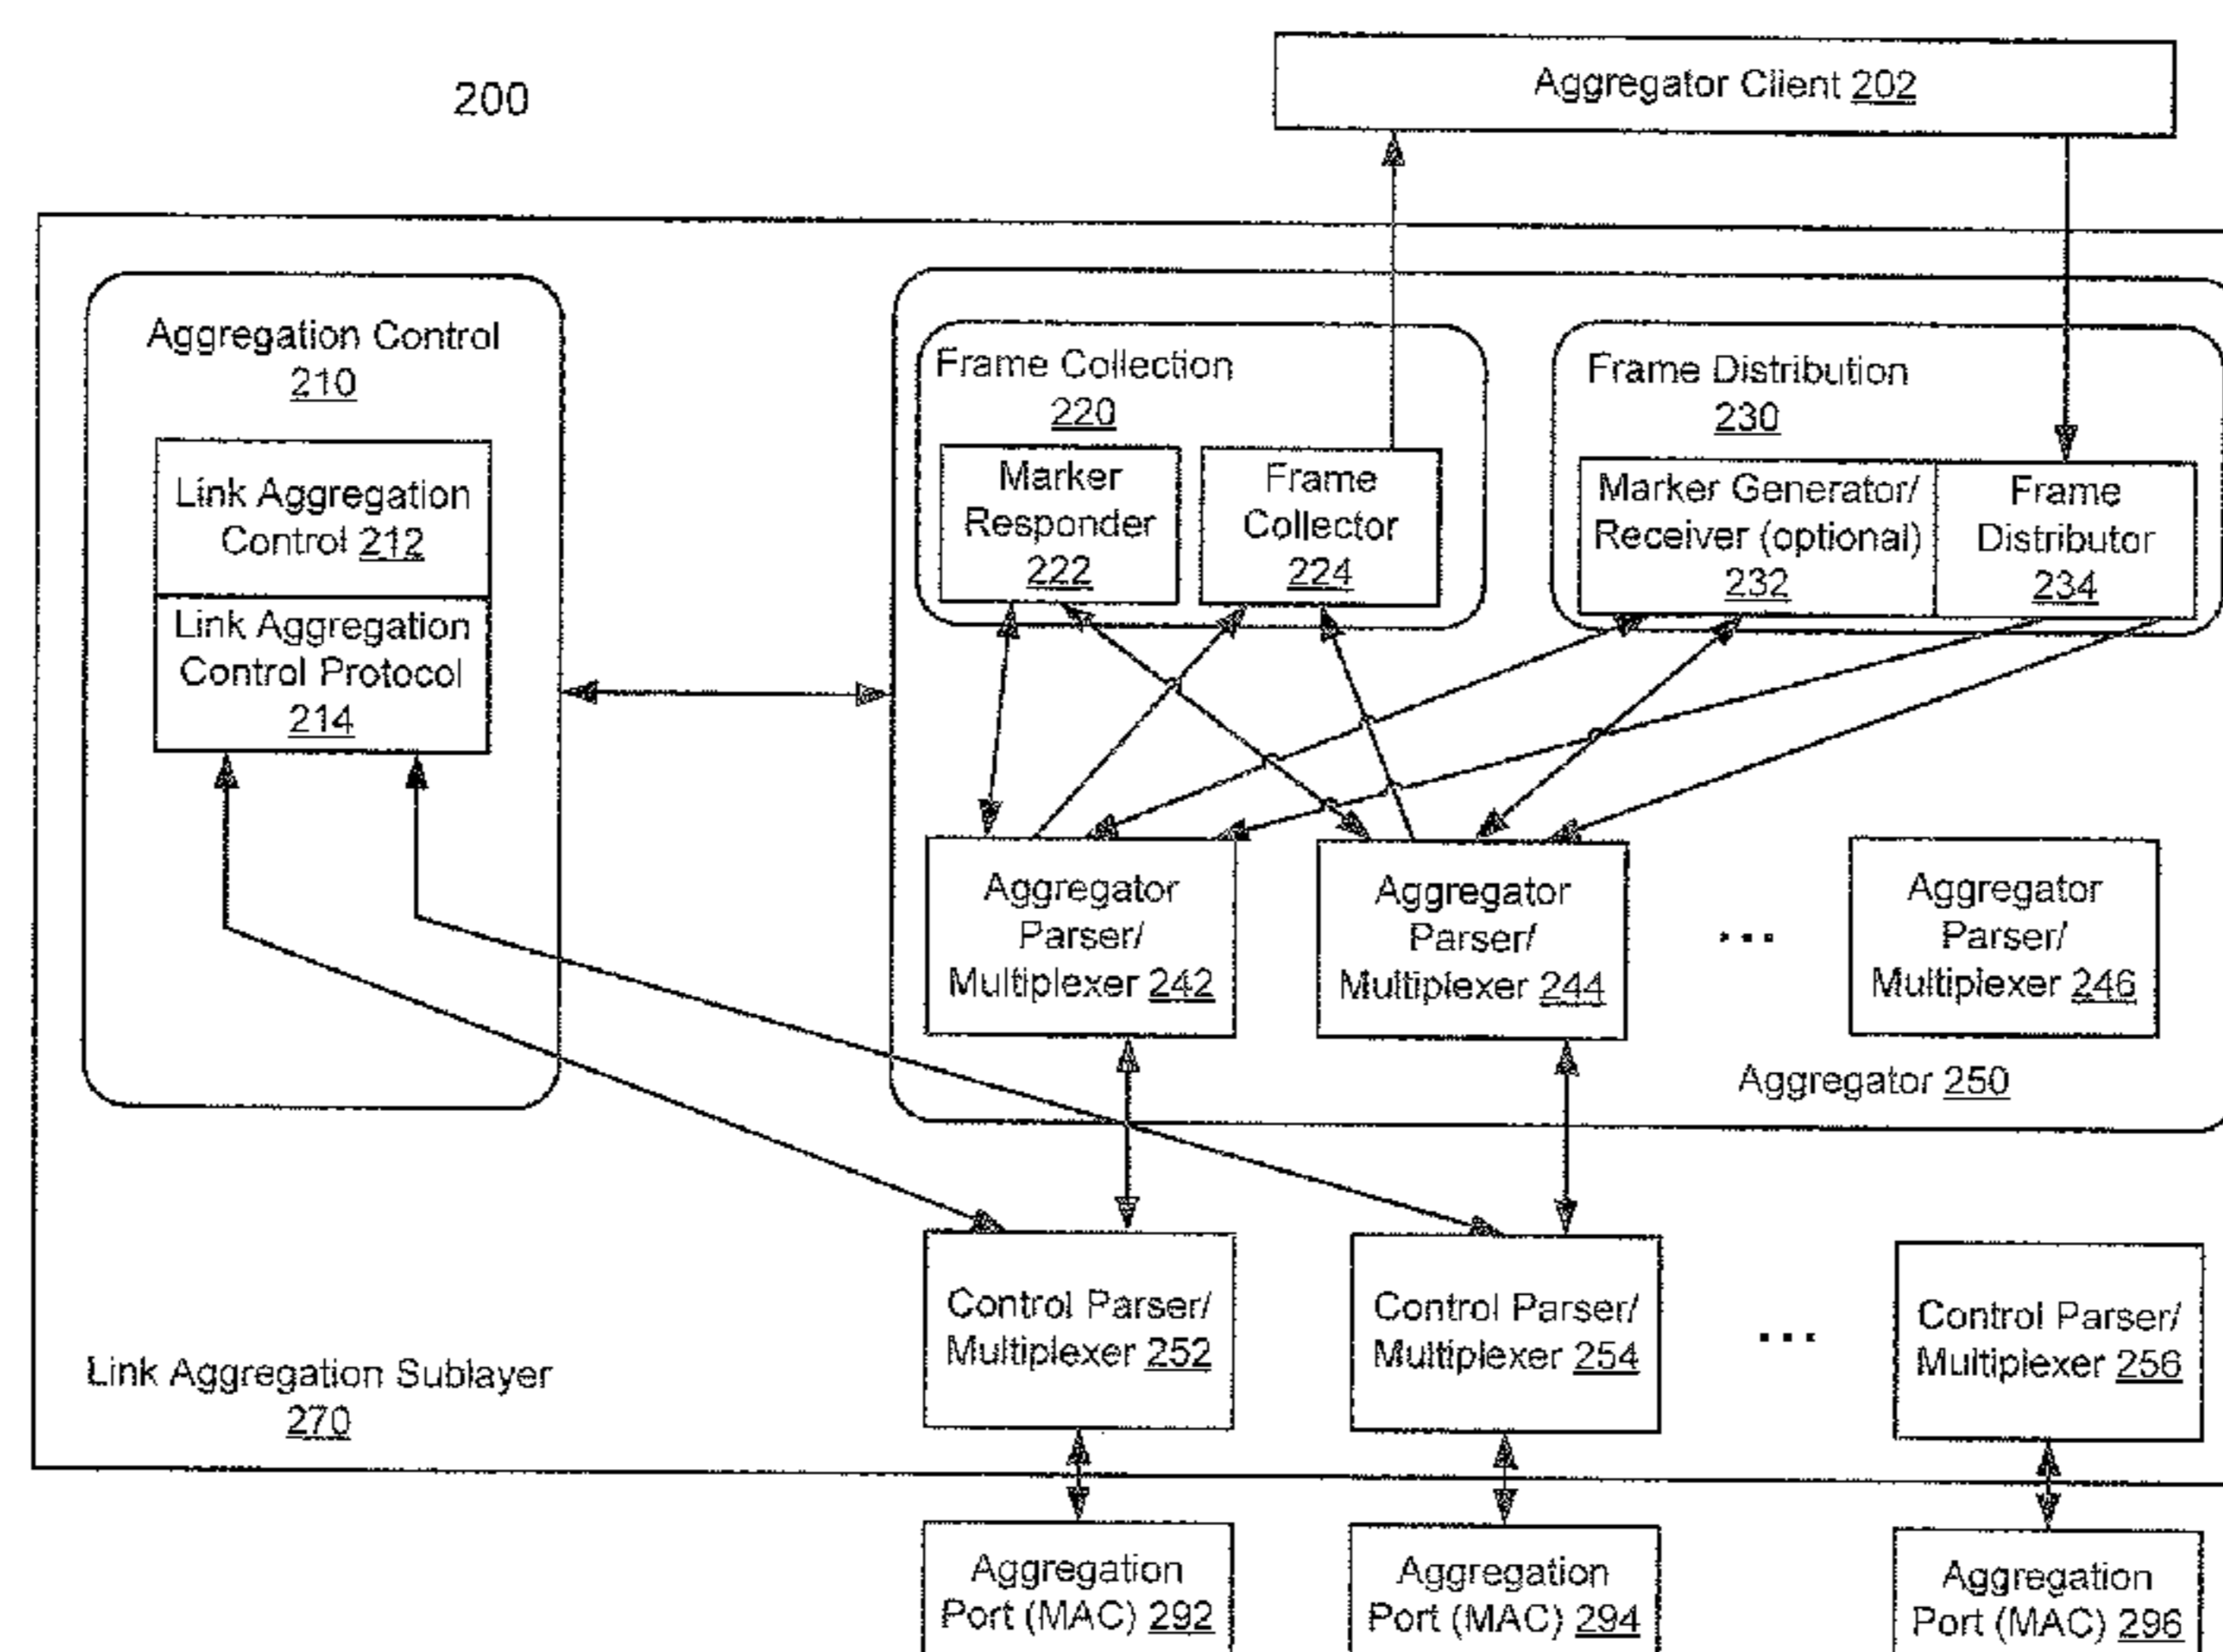 200
Aggregator Client 202
Aggregation Control
210
Link Aggregation
Control 212
Link Aggregation
Control Protocol
214
Frame Collection
220
Marker
Responder
222
Frame
Collector
224
Frame Distribution
230
Marker Generator/
Receiver (optional)
232
Frame
Distributor
234
Aggregator
Parser/
Multiplexer 242
Aggregator
Parser/
Multiplexer 244
...
Aggregator
Parser/
Multiplexer 246
Aggregator 250
Control Parser/
Multiplexer 252
Control Parser/
Multiplexer 254
...
Control Parser/
Multiplexer 256
Link Aggregation Sublayer
270
Aggregation
Port (MAC) 292
Aggregation
Port (MAC) 294
Aggregation
Port (MAC) 296